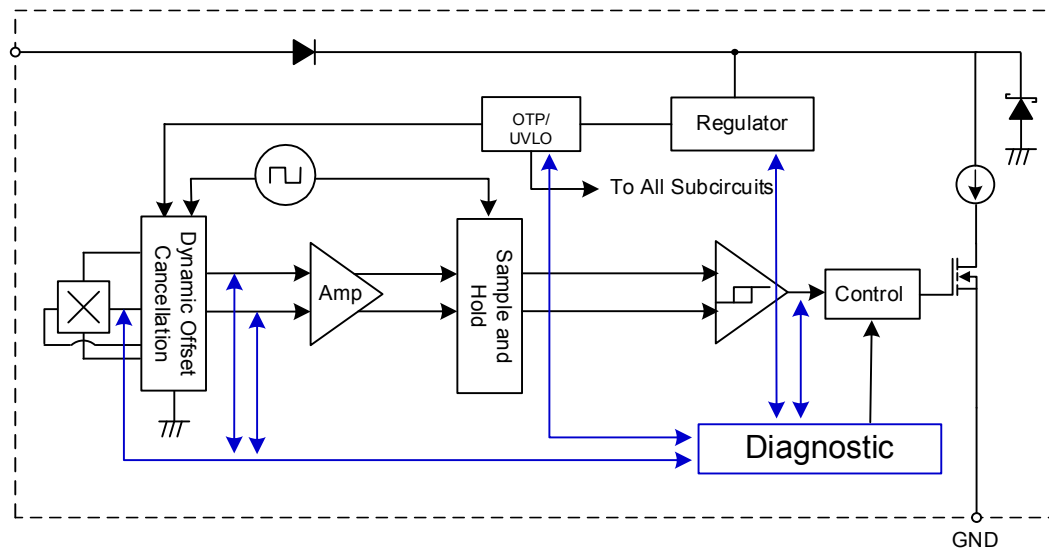 OTP/
UVLO
Regulator
To All Subcircuits
Dynamic Offset
Cancellation
Amp
Sample and
Hold
Control
Diagnostic
GND